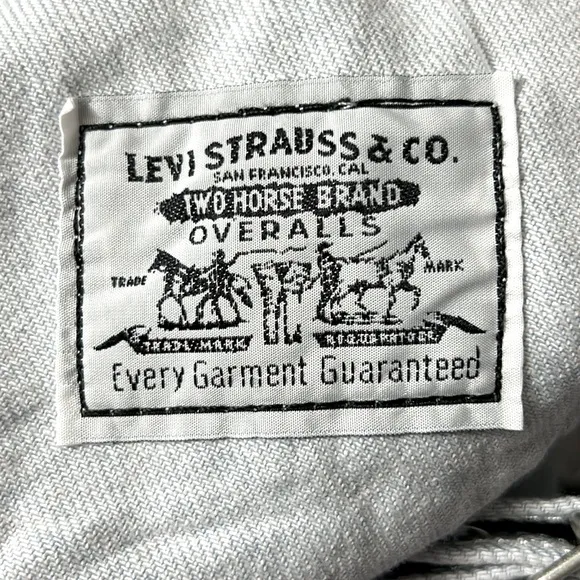 LEVI STRAUSS & CO.
SAN FRANCISCO, CAL
TWO HORSE BRAND
OVERALLS
TRADE MARK
TRADE MARK
Every Garment Guaranteed